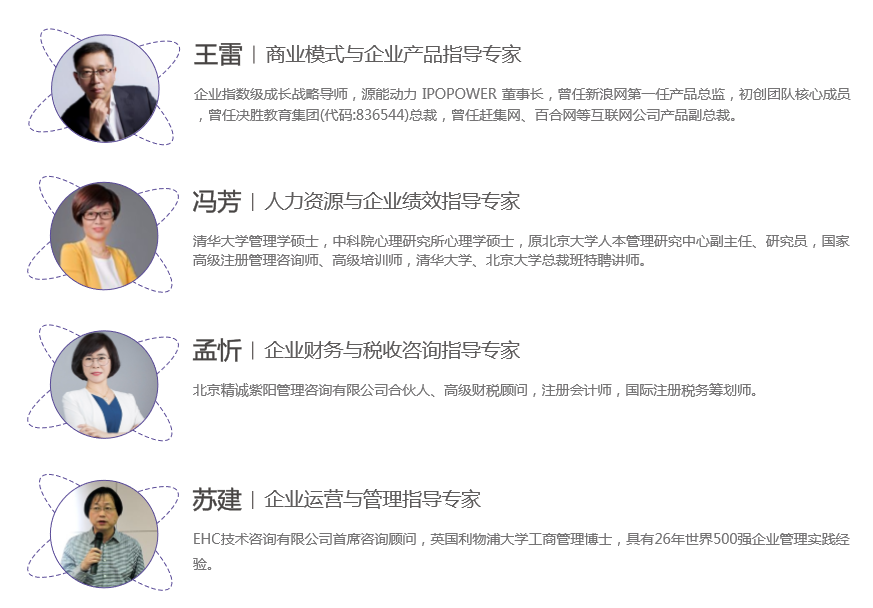 王雷 | 商业模式与企业产品指导专家
企业指数级成长战略导师，源能动力 IPOPOWER 董事长，曾任新浪网第一任产品总监，初创团队核心成员
，曾任决胜教育集团(代码:836544)总裁，曾任赶集网、百合网等互联网公司产品副总裁。
冯芳 | 人力资源与企业绩效指导专家
清华大学管理学硕士，中科院心理研究所心理学硕士，原北京大学人本管理研究中心副主任、研究员，国家
高级注册管理咨询师、高级培训师，清华大学、北京大学总裁班特聘讲师。
孟忻 | 企业财务与税收咨询指导专家
北京精诚紫阳管理咨询有限公司合伙人、高级财税顾问，注册会计师，国际注册税务筹划师。
苏建 | 企业运营与管理指导专家
EHC技术咨询有限公司首席咨询顾问，英国利物浦大学工商管理博士，具有26年世界500强企业管理实践经
验。